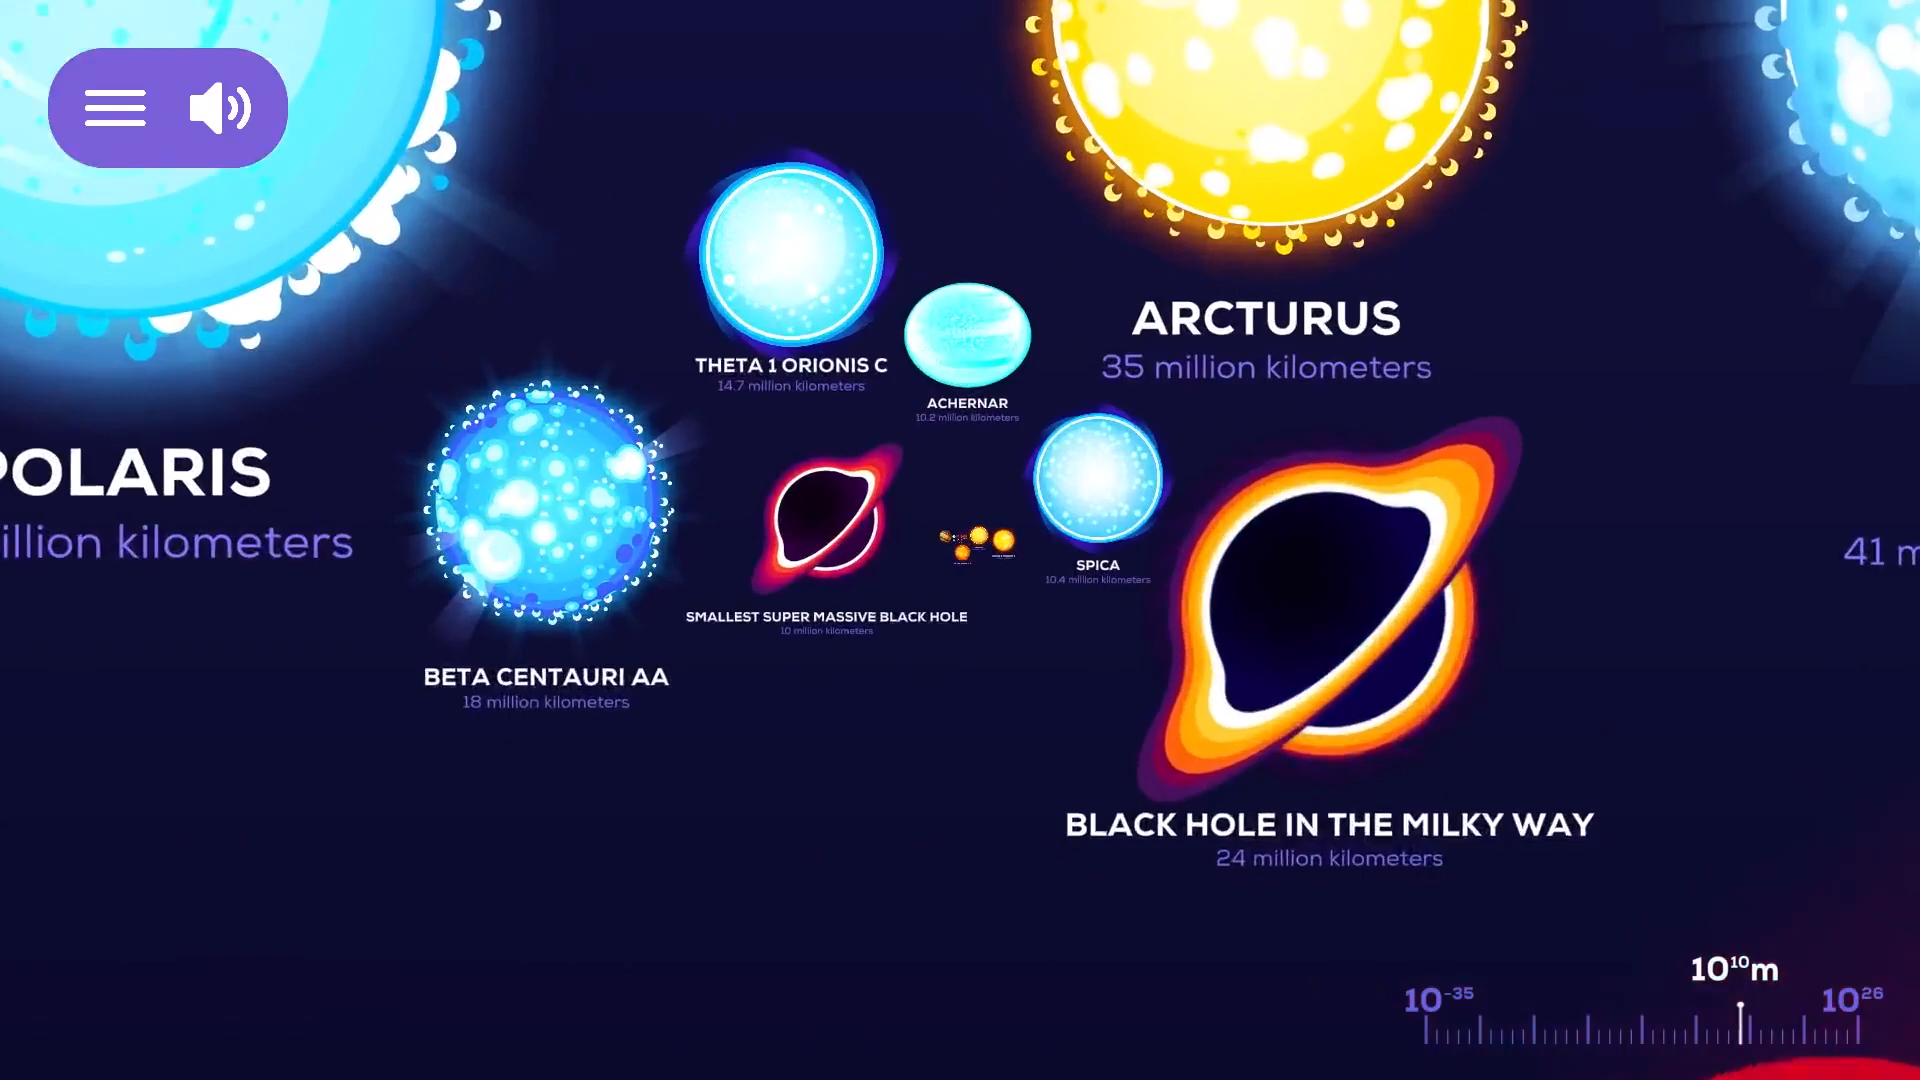 THETA 1 ORIONIS C
14.7 million kilometers
ACHERNAR
10.2 million kilometers
ARCTURUS
35 million kilometers
POLARIS
illion kilometers
SPICA
10.4 million kilometers
41 m
SMALLEST SUPER MASSIVE BLACK HOLE
10 million kilometers
BETA CENTAURI AA
18 million kilometers
BLACK HOLE IN THE MILKY WAY
24 million kilometers
10¹⁰m
10⁻³⁵
10²⁶